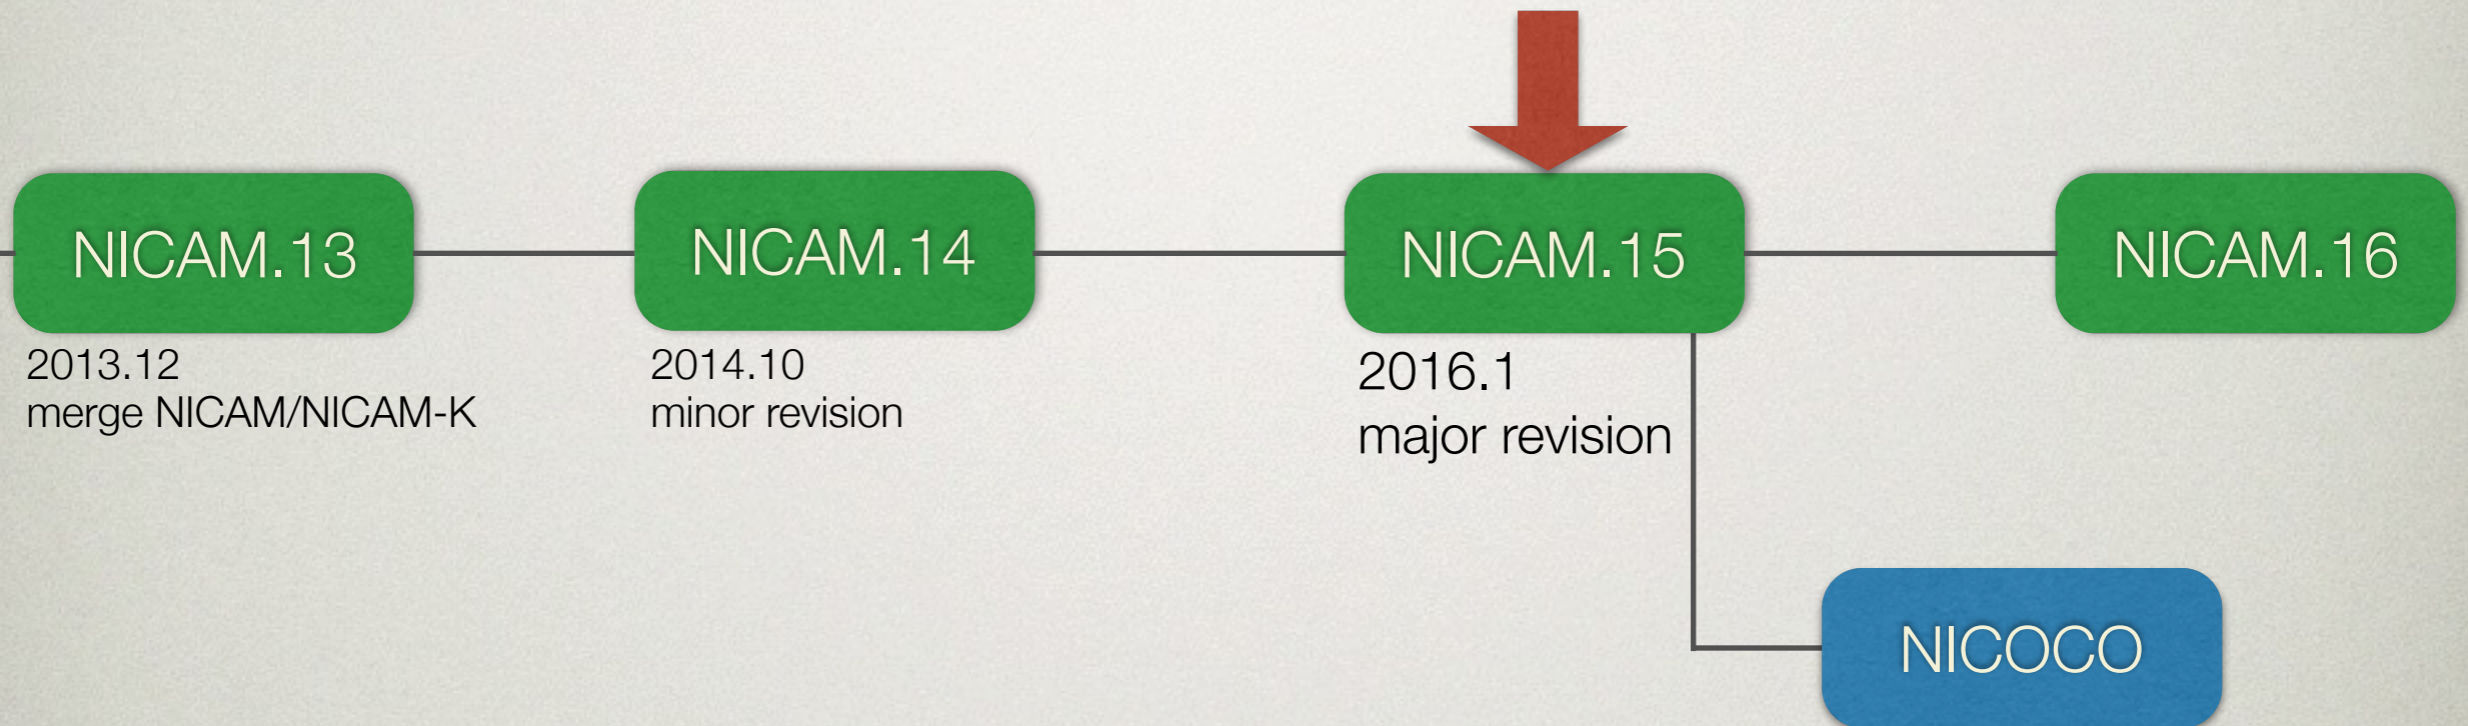 NICAM.13
2013.12
merge NICAM/NICAM-K
NICAM.14
2014.10
minor revision
NICAM.15
2016.1
major revision
NICAM.16
NICOCO